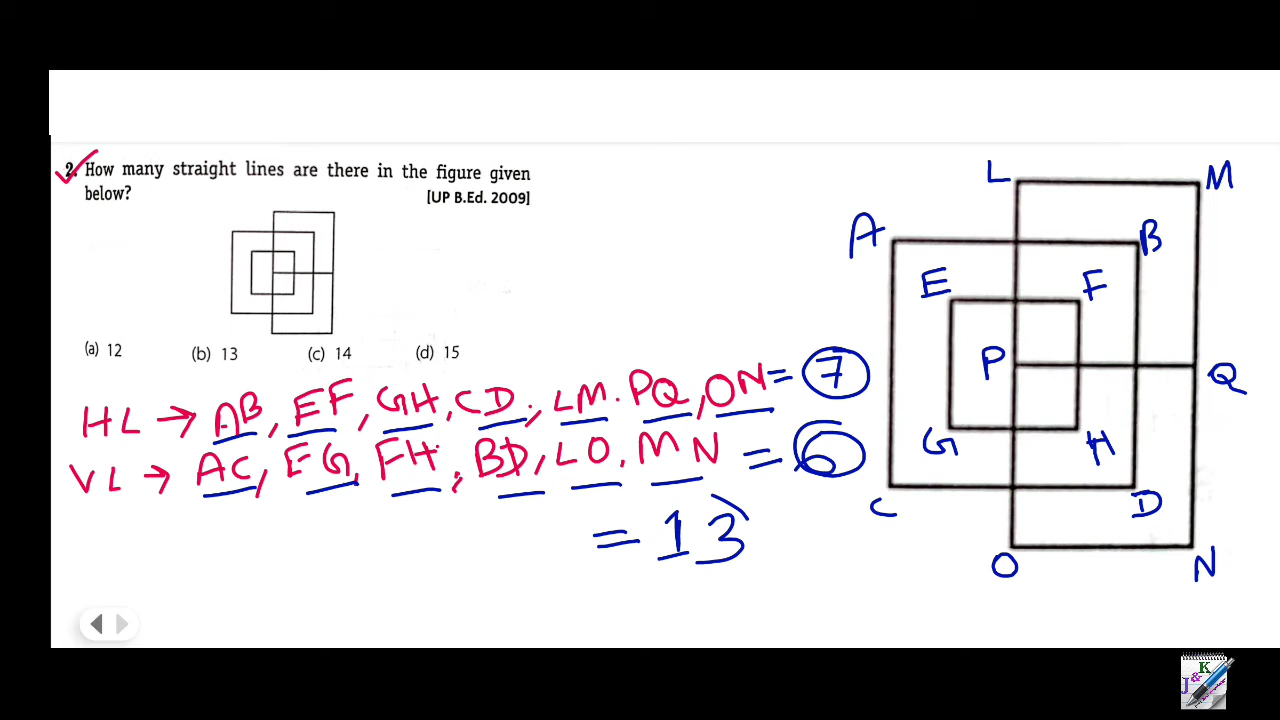 2. How many straight lines are there in the figure given
below?
[UP B.Ed. 2009]
(a) 12 (b) 13 (c) 14 (d) 15
HL → AB, EF, GH, CD, LM. PQ, ON = 7
VL → AC, EG, FH, BD, LO, MN = 6
= 13
L M
A B
E F
P Q
G H
C D
O N
J & K